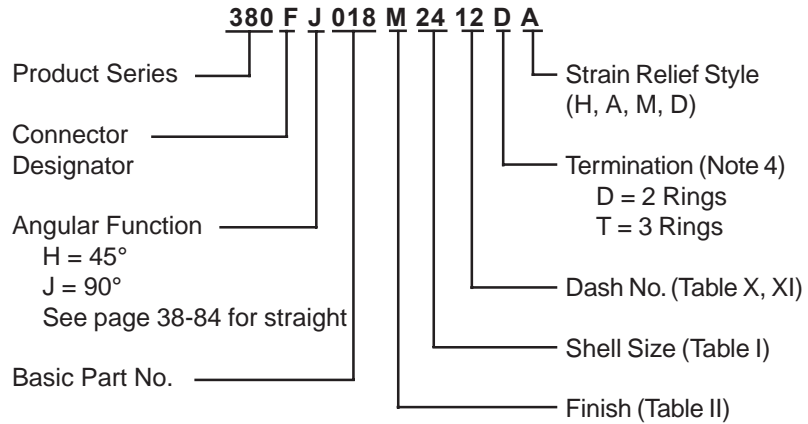 380 F J 018 M 24 12 D A
Product Series
Connector
Designator
Angular Function
H = 45°
J = 90°
See page 38-84 for straight
Basic Part No.
Strain Relief Style
(H, A, M, D)
Termination (Note 4)
D = 2 Rings
T = 3 Rings
Dash No. (Table X, XI)
Shell Size (Table I)
Finish (Table II)